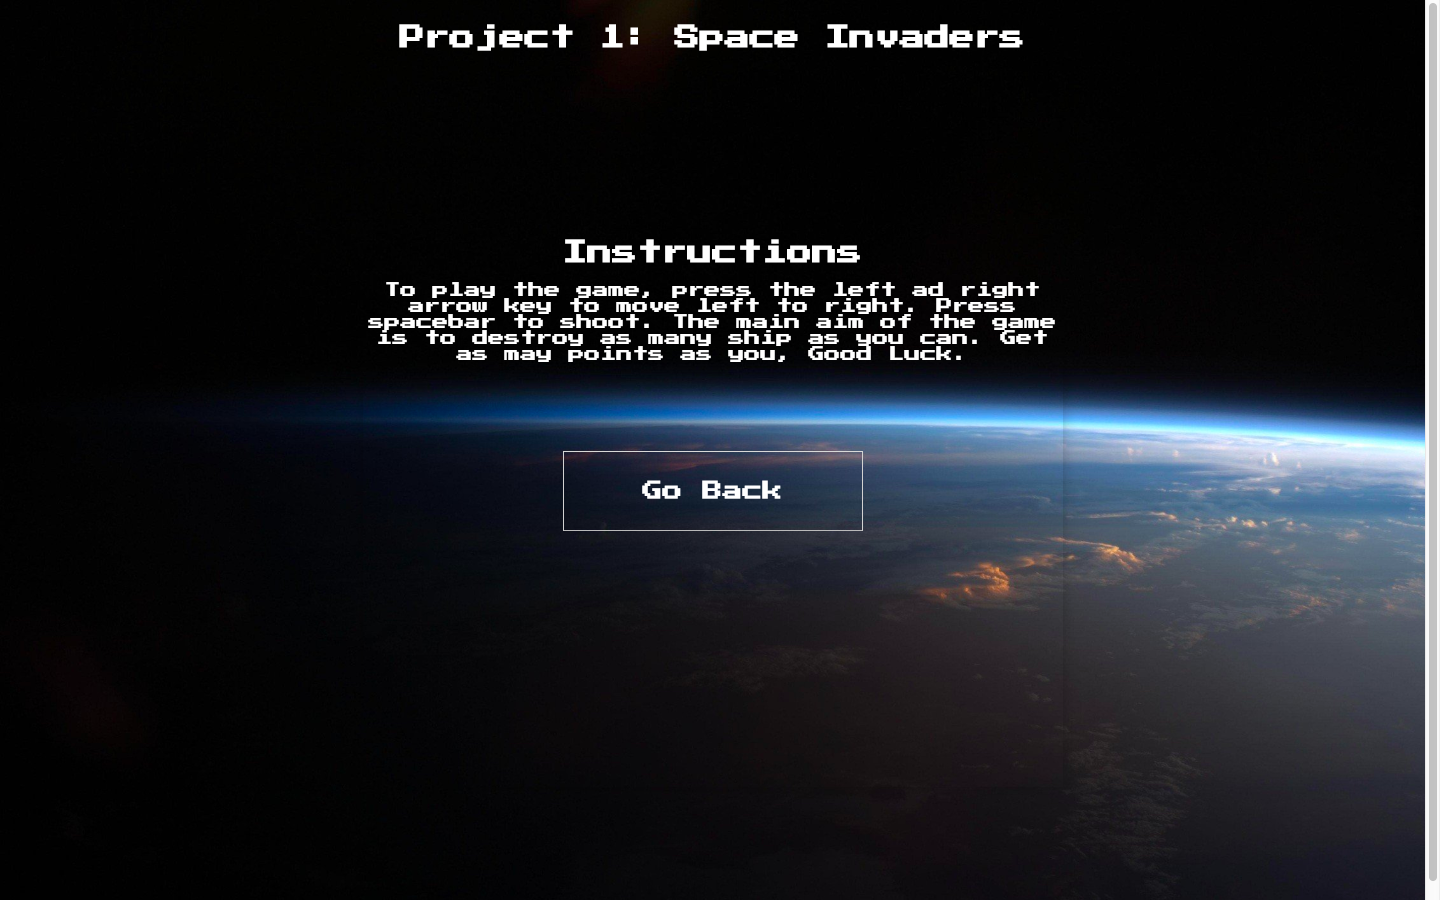 Project 1: Space Invaders
Instructions
To play the game, press the left ad right
arrow key to move left to right. Press
spacebar to shoot. The main aim of the game
is to destroy as many ship as you can. Get
as may points as you, Good Luck.
Go Back